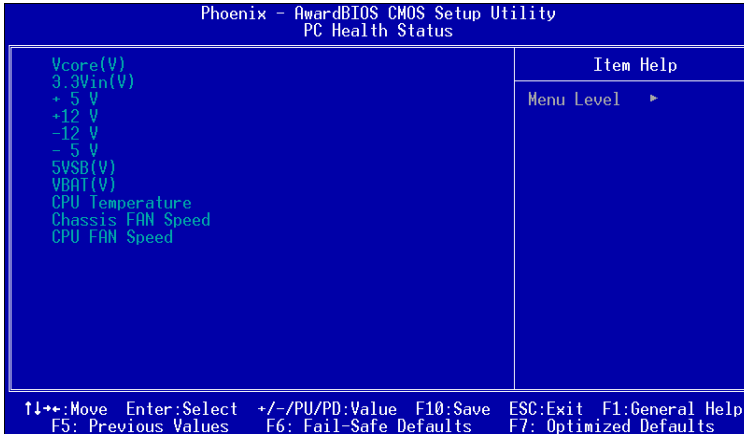 Phoenix - AwardBIOS CMOS Setup Utility
PC Health Status
Vcore(V)
3.3Vin(V)
+ 5 V
+12 V
-12 V
- 5 V
5VSB(V)
VBAT(V)
CPU Temperature
Chassis FAN Speed
CPU FAN Speed
Item Help
Menu Level ►
↑↓→←:Move Enter:Select +/-/PU/PD:Value F10:Save ESC:Exit F1:General Help
F5: Previous Values F6: Fail-Safe Defaults F7: Optimized Defaults